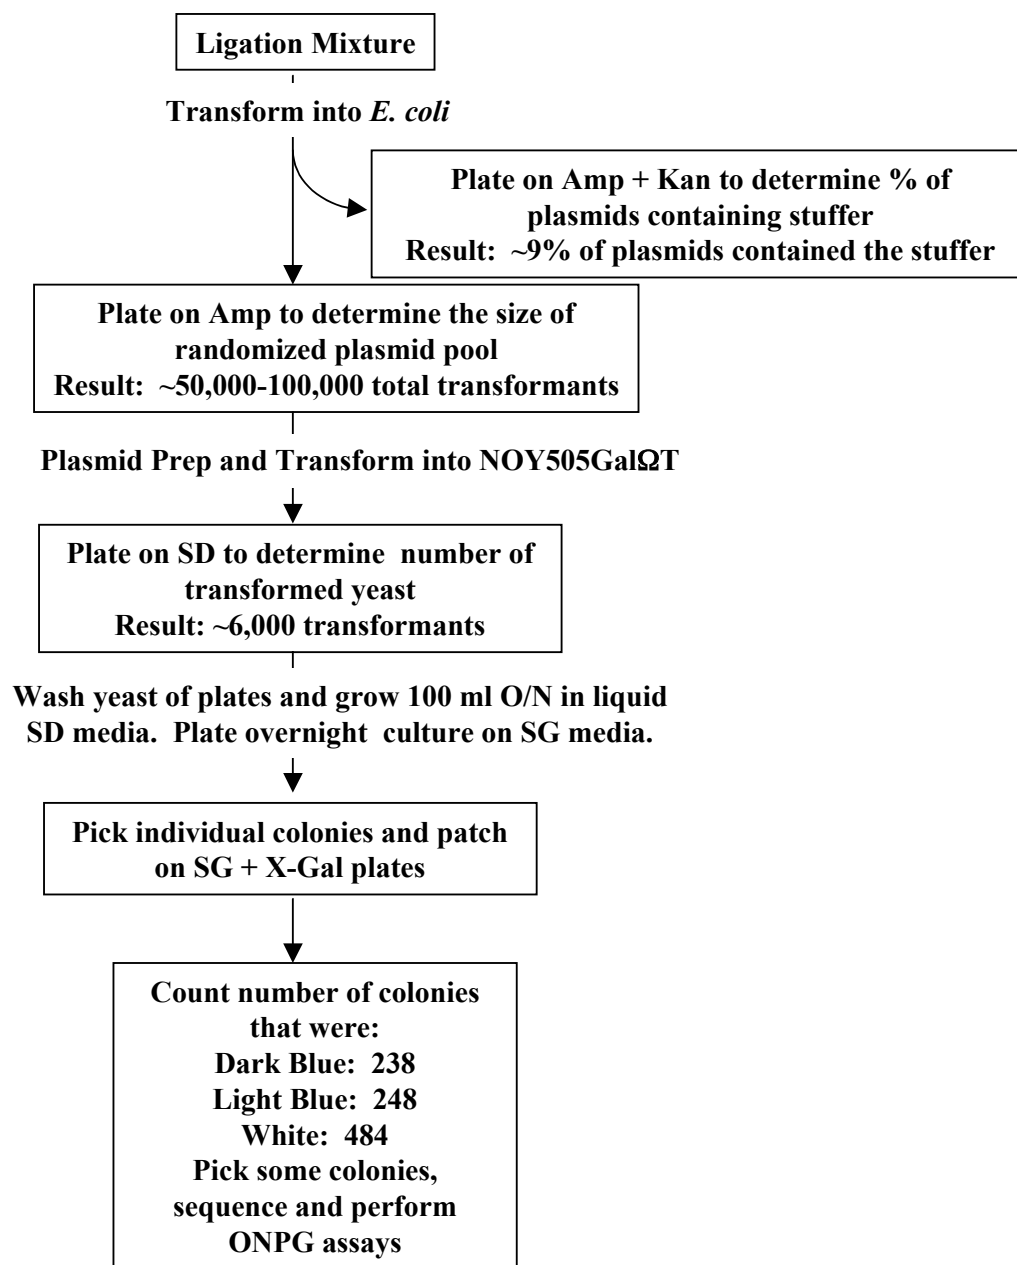 Ligation Mixture
Transform into E. coli
Plate on Amp + Kan to determine % of
plasmids containing stuffer
Result:  ~9% of plasmids contained the stuffer
Plate on Amp to determine the size of
randomized plasmid pool
Result:  ~50,000-100,000 total transformants
Plasmid Prep and Transform into NOY505GalΩT
Plate on SD to determine  number of
transformed yeast
Result: ~6,000 transformants
Wash yeast of plates and grow 100 ml O/N in liquid
SD media.  Plate overnight  culture on SG media.
Pick individual colonies and patch
on SG + X-Gal plates
Count number of colonies
that were:
Dark Blue:  238
Light Blue:  248
White:  484
Pick some colonies,
sequence and perform
ONPG assays